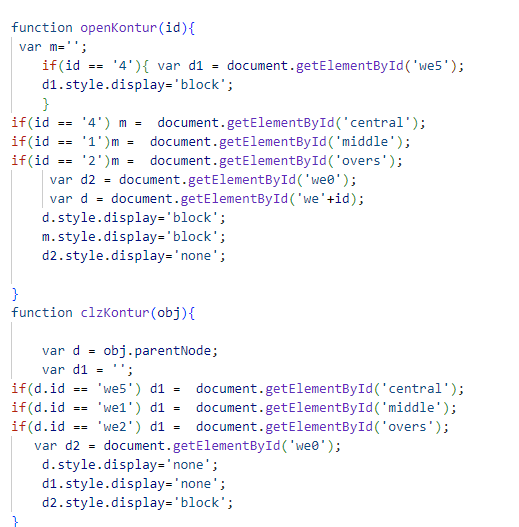 function openKontur(id){
var m='';
if(id == '4'){ var d1 = document.getElementById('we5');
d1.style.display='block';
}
if(id == '4') m =  document.getElementById('central');
if(id == '1')m =  document.getElementById('middle');
if(id == '2')m =  document.getElementById('overs');
var d2 = document.getElementById('we0');
var d = document.getElementById('we'+id);
d.style.display='block';
m.style.display='block';
d2.style.display='none';
}
function clzKontur(obj){
var d = obj.parentNode;
var d1 = '';
if(d.id == 'we5') d1 =  document.getElementById('central');
if(d.id == 'we1') d1 =  document.getElementById('middle');
if(d.id == 'we2') d1 =  document.getElementById('overs');
var d2 = document.getElementById('we0');
d.style.display='none';
d1.style.display='none';
d2.style.display='block';
}